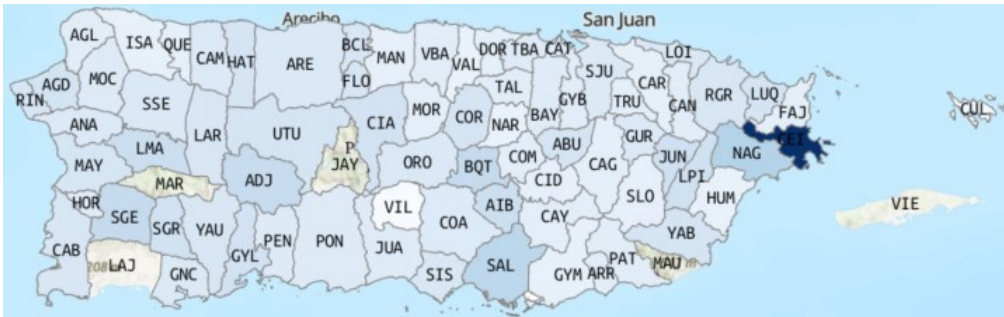 Arecibo San Juan
AGL ISA QUE CAM HAT ARE BCL MAN VBA VAL DOR TBA CAT SJU LOI
AGD MOC FLO TAL GYB CAR RGR LUQ FAJ CUL
RIN SSE MOR BAY TRU CAN
ANA LAR UTU CIA COR NAR ABU GUR CEI
LMA P NAG
MAY MAR ADJ JAY ORO BQT COM CAG JUN
HOR VIL CID SLO LPI HUM VIE
SGE AIB
CAB SGR YAU PEN PON COA CAY YAB
LAJ GYL JUA PAT MAU
GNC SIS SAL GYM ARR